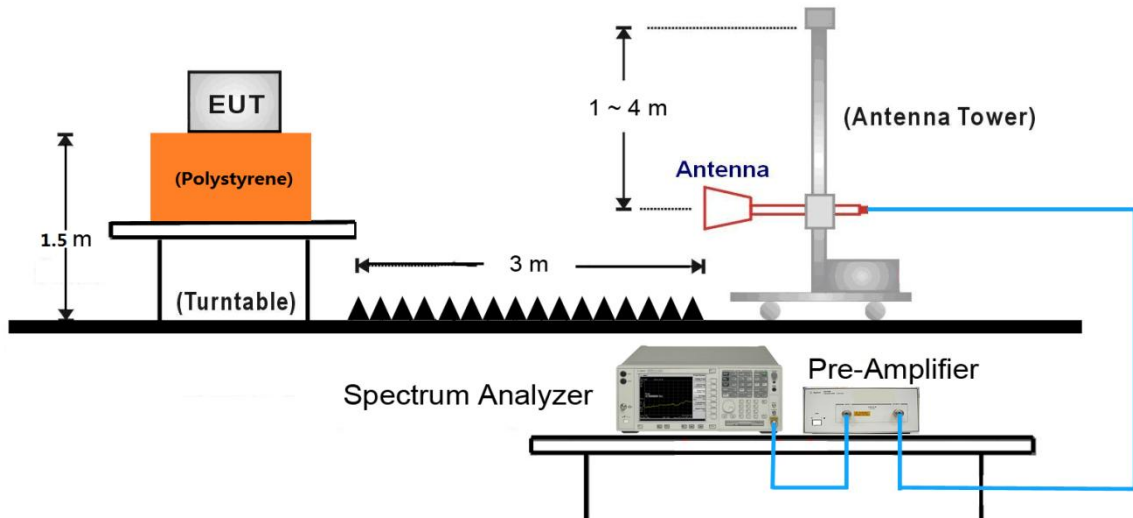 EUT
(Polystyrene)
1.5 m
(Turntable)
3 m
1 ~ 4 m
Antenna
(Antenna Tower)
Spectrum Analyzer
Pre-Amplifier